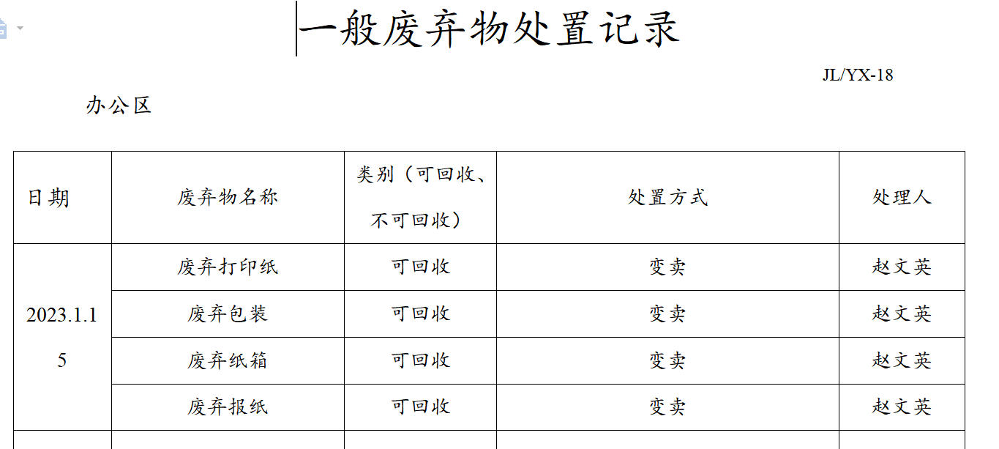 一般废弃物处置记录
JL/YX-18
办公区
日期 废弃物名称 类别（可回收、 处置方式 处理人
不可回收）
废弃打印纸 可回收 变卖 赵文英
2023.1.1 废弃包装 可回收 变卖 赵文英
5 废弃纸箱 可回收 变卖 赵文英
废弃报纸 可回收 变卖 赵文英